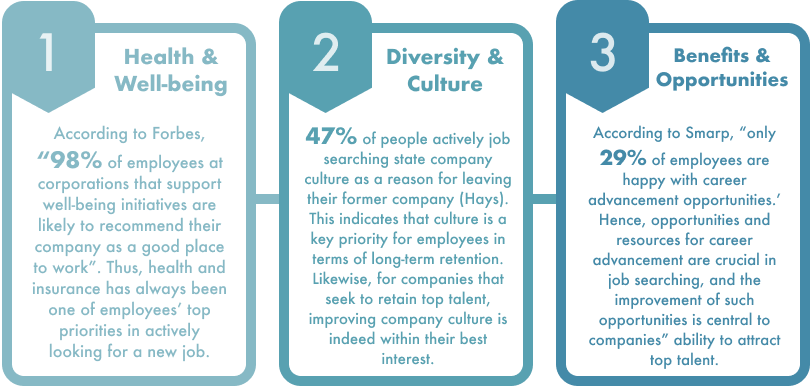 1
Health &
Well-being
According to Forbes,
“98% of employees at
corporations that support
well-being initiatives are
likely to recommend their
company as a good place
to work”. Thus, health and
insurance has always been
one of employees’ top
priorities in actively
looking for a new job.
2
Diversity &
Culture
47% of people actively job
searching state company
culture as a reason for leaving
their former company (Hays).
This indicates that culture is a
key priority for employees in
terms of long-term retention.
Likewise, for companies that
seek to retain top talent,
improving company culture is
indeed within their best
interest.
3
Benefits &
Opportunities
According to Smarp, “only
29% of employees are
happy with career
advancement opportunities.’
Hence, opportunities and
resources for career
advancement are crucial in
job searching, and the
improvement of such
opportunities is central to
companies” ability to attract
top talent.